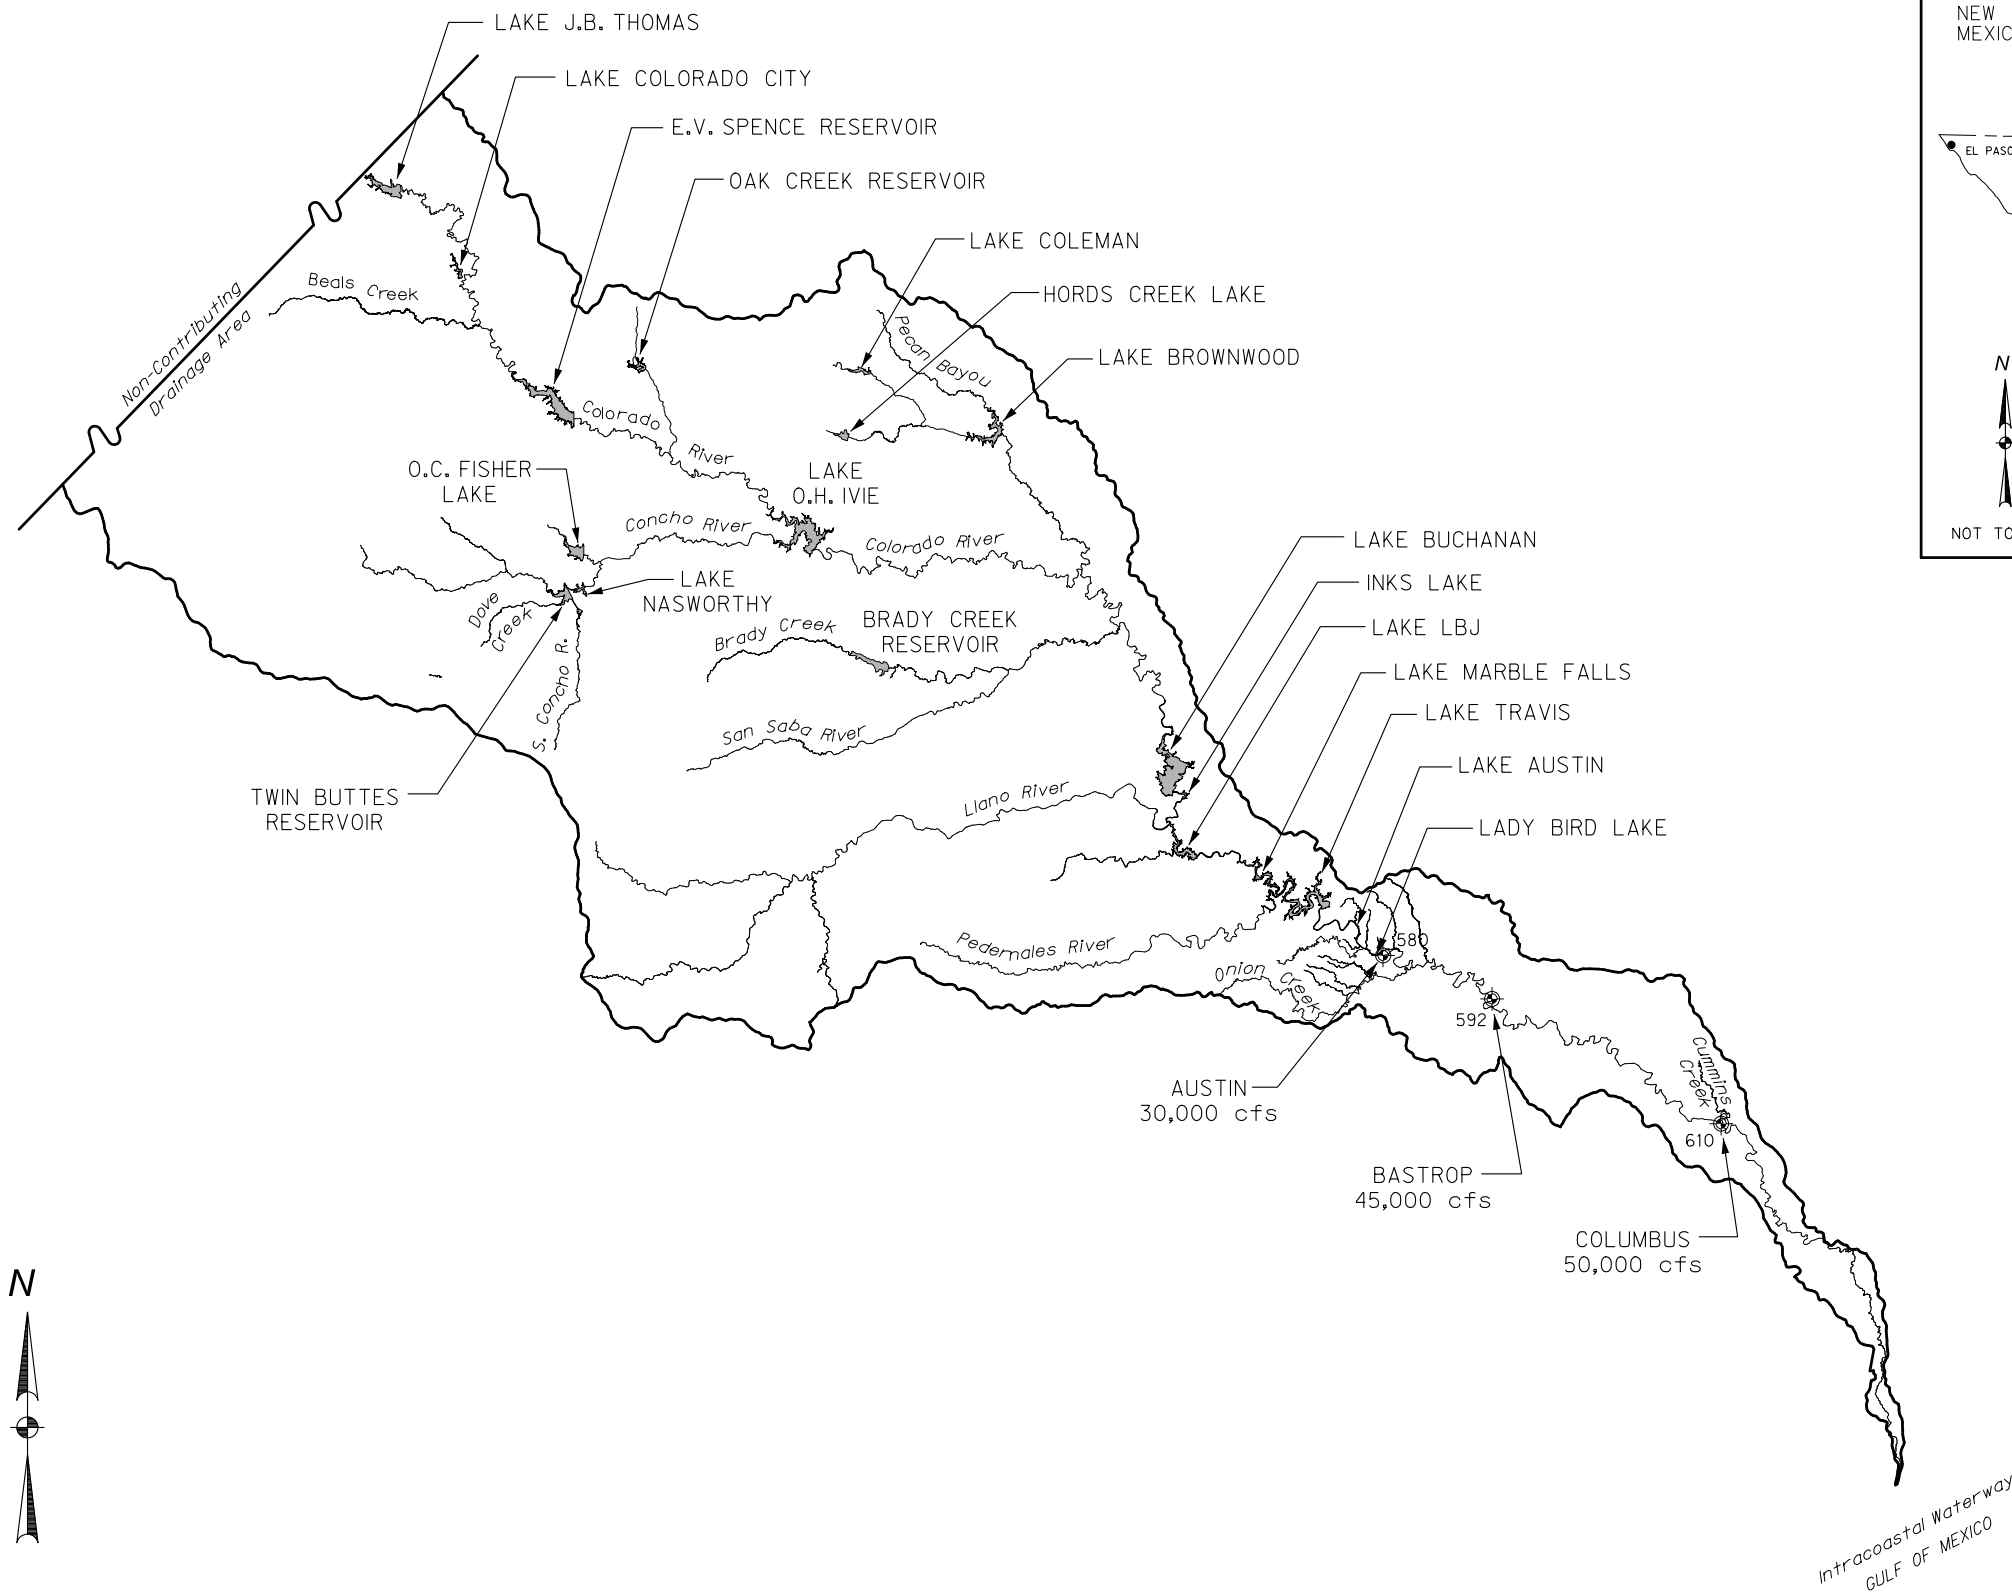 LAKE J.B. THOMAS
LAKE COLORADO CITY
E.V. SPENCE RESERVOIR
OAK CREEK RESERVOIR
LAKE COLEMAN
HORDS CREEK LAKE
LAKE BROWNWOOD
NEW
MEXIC
EL PASO
N
NOT TO
Non-Contributing
Drainage Area
Beals Creek
Pecan Bayou
Colorado
River
O.C. FISHER
LAKE
LAKE
O.H. IVIE
Concho River
Colorado River
LAKE
NASWORTHY
Dove
Creek
S. Concho R.
Brady Creek
BRADY CREEK
RESERVOIR
San Saba River
TWIN BUTTES
RESERVOIR
Llano River
LAKE BUCHANAN
INKS LAKE
LAKE LBJ
LAKE MARBLE FALLS
LAKE TRAVIS
LAKE AUSTIN
LADY BIRD LAKE
Pedernales River
Onion
Creek
580
592
AUSTIN
30,000 cfs
BASTROP
45,000 cfs
Cummins
Creek
610
COLUMBUS
50,000 cfs
N
Intracoastal Waterway
GULF OF MEXICO